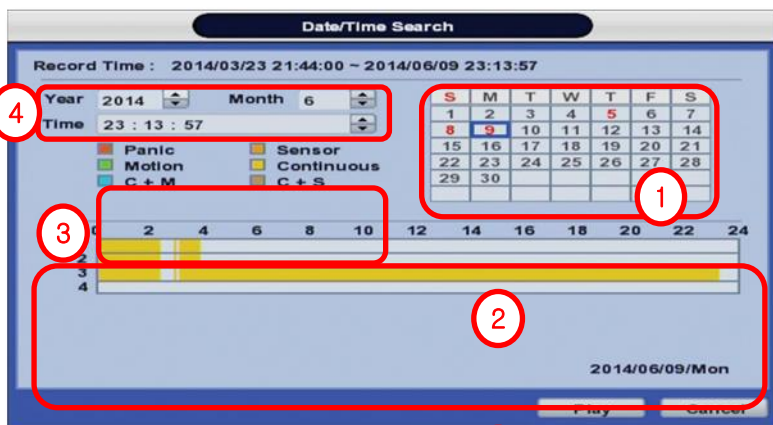 Date/Time Search
Record Time : 2014/03/23 21:44:00 ~ 2014/06/09 23:13:57
4
Year 2014 Month 6
Time 23 : 13 : 57
S M T W T F S
1 2 3 4 5 6 7
8 9 10 11 12 13 14
15 16 17 18 19 20 21
22 23 24 25 26 27 28
29 30
1
Panic Sensor
Motion Continuous
C + M C + S
3
0 2 4 6 8 10 12 14 16 18 20 22 24
2
3
4
2
2014/06/09/Mon
Play Cancel